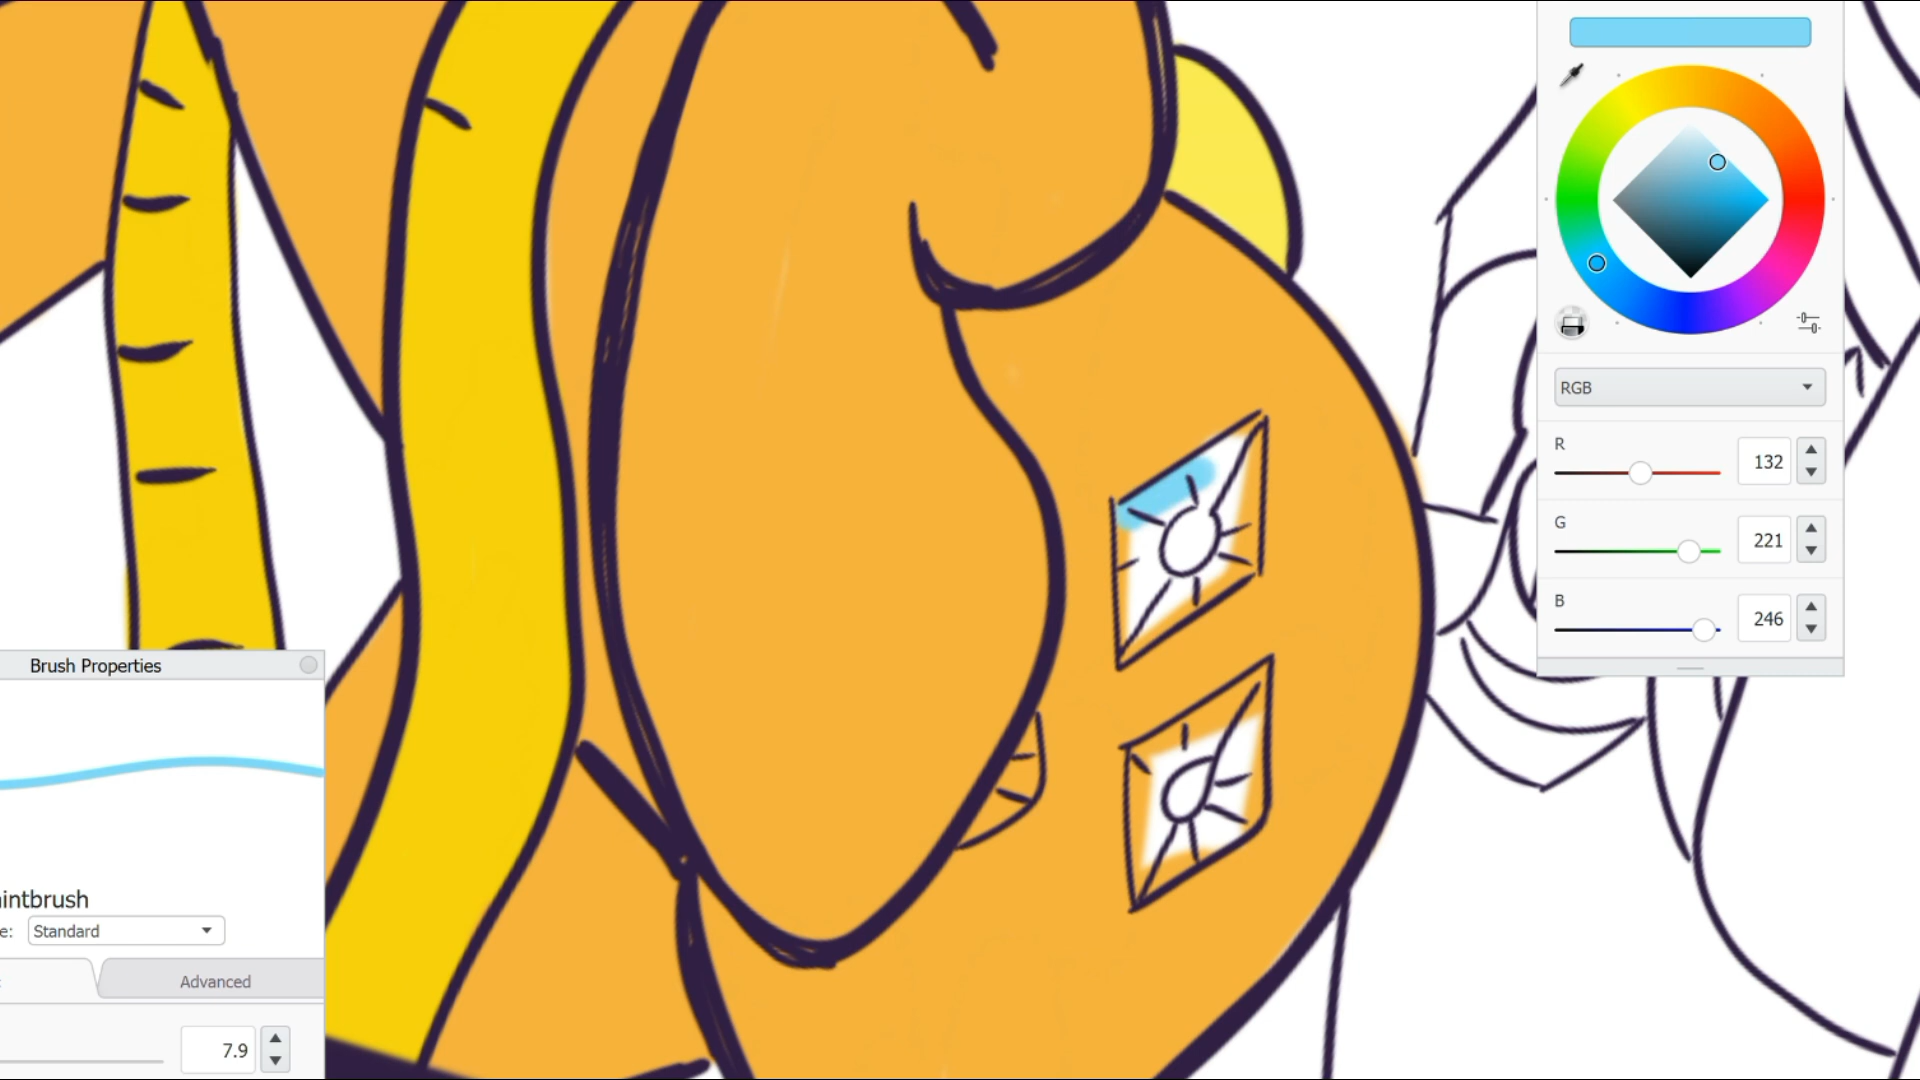 RGB
R
132
G
221
B
246
Brush Properties
intbrush
e: Standard
Advanced
7.9